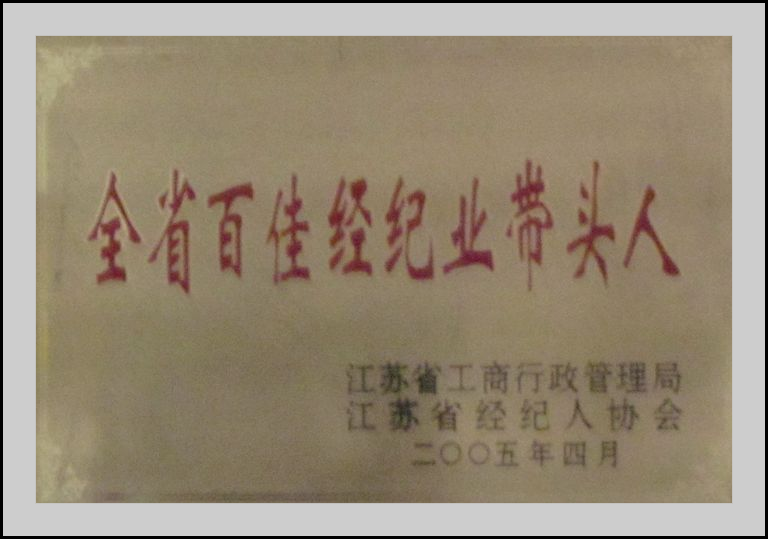 全省百佳经纪业带头人
江苏省工商行政管理局
江苏省经纪人协会
二〇〇五年四月